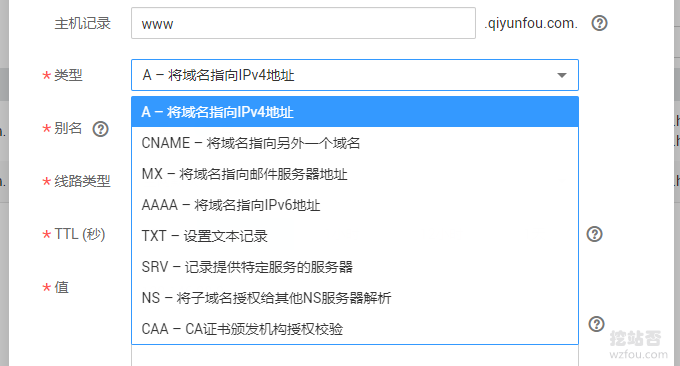 主机记录 www .qiyunfou.com.
* 类型 A – 将域名指向IPv4地址
A – 将域名指向IPv4地址
* 别名
CNAME – 将域名指向另外一个域名
MX – 将域名指向邮件服务器地址
* 线路类型
AAAA – 将域名指向IPv6地址
* TTL (秒)
TXT – 设置文本记录
SRV – 记录提供特定服务的服务器
* 值
NS – 将子域名授权给其他NS服务器解析
CAA – CA证书颁发机构授权校验
挖站否
wzfou.com